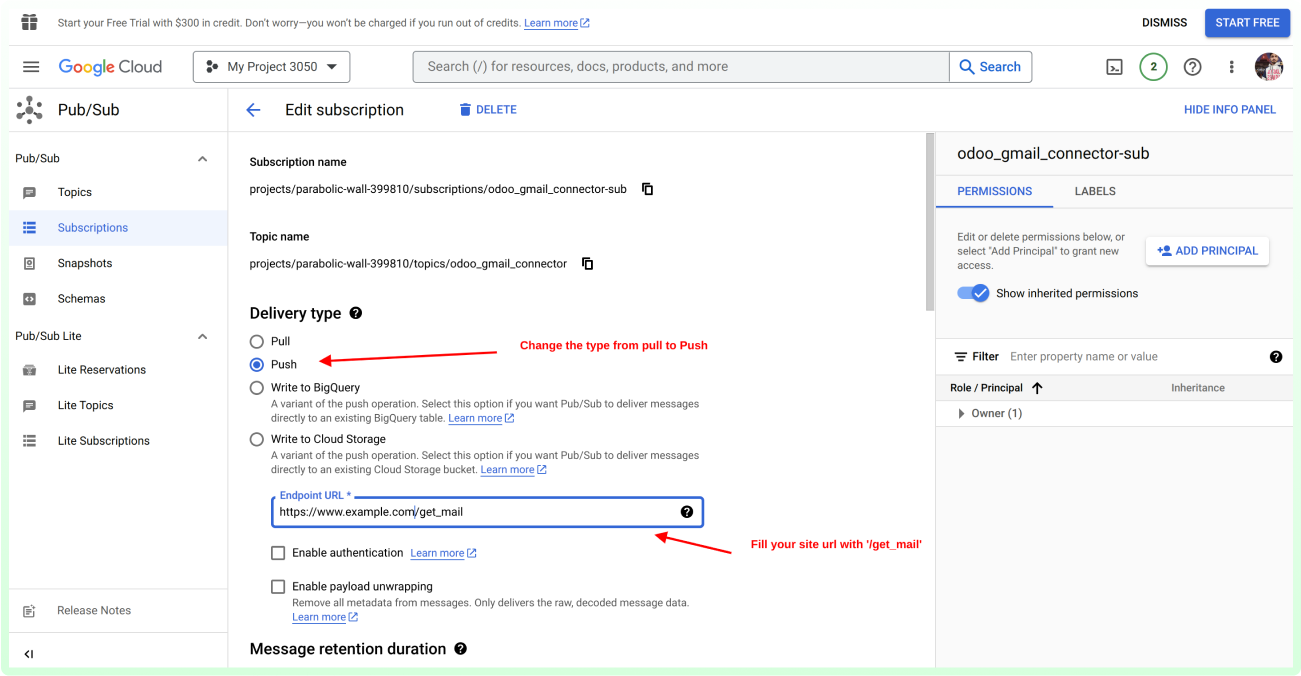 Start your Free Trial with $300 in credit. Don't worry—you won't be charged if you run out of credits. Learn more
DISMISS
START FREE
Google Cloud
My Project 3050
Search (/) for resources, docs, products, and more
Search
2
Pub/Sub
Edit subscription
DELETE
HIDE INFO PANEL
Pub/Sub
Topics
Subscriptions
Snapshots
Schemas
Pub/Sub Lite
Lite Reservations
Lite Topics
Lite Subscriptions
Release Notes
Subscription name
projects/parabolic-wall-399810/subscriptions/odoo_gmail_connector-sub
Topic name
projects/parabolic-wall-399810/topics/odoo_gmail_connector
Delivery type
Pull
Push
Change the type from pull to Push
Write to BigQuery
A variant of the push operation. Select this option if you want Pub/Sub to deliver messages
directly to an existing BigQuery table. Learn more
Write to Cloud Storage
A variant of the push operation. Select this option if you want Pub/Sub to deliver messages
directly to an existing Cloud Storage bucket. Learn more
Endpoint URL *
https://www.example.com/get_mail
Fill your site url with '/get_mail'
Enable authentication Learn more
Enable payload unwrapping
Remove all metadata from messages. Only delivers the raw, decoded message data.
Learn more
Message retention duration
odoo_gmail_connector-sub
PERMISSIONS
LABELS
Edit or delete permissions below, or
select "Add Principal" to grant new
access.
ADD PRINCIPAL
Show inherited permissions
Filter Enter property name or value
Role / Principal
Inheritance
Owner (1)